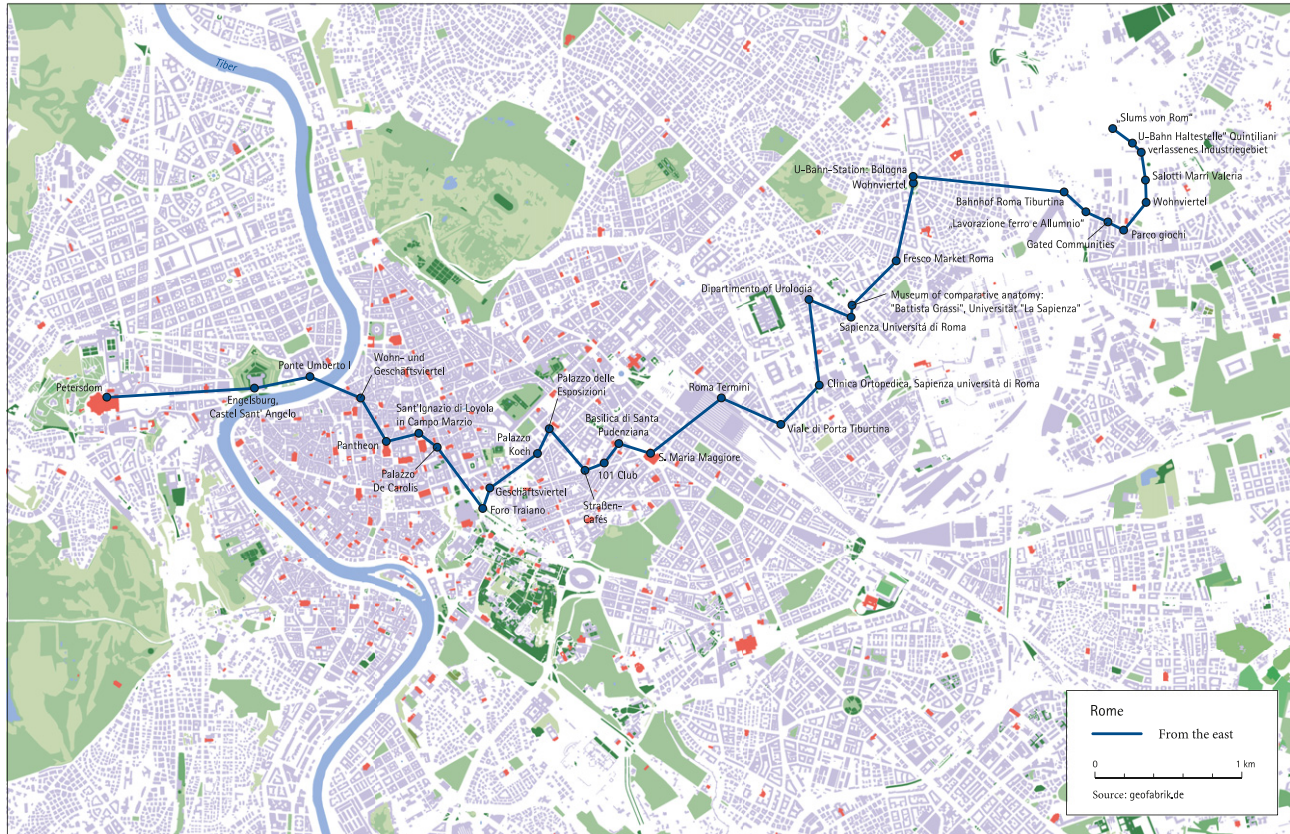 Tiber
„Slums von Rom“
U-Bahn Haltestelle" Quintiliani
verlassenes Industriegebiet
U-Bahn-Station: Bologna
Wohnviertel
Salotti Marri Valeria
Bahnhof Roma Tiburtina
Wohnviertel
„Lavorazione ferro e Allumnio“
Parco giochi
Gated Communities
Fresco Market Roma
Dipartimento of Urologia
Museum of comparative anatomy:
"Battista Grassi", Universität "La Sapienza"
Sapienza Universitá di Roma
Ponte Umberto I
Wohn- und
Geschäftsviertel
Palazzo delle
Esposizioni
Petersdom
Roma Termini
Clinica Ortopedica, Sapienza università di Roma
Engelsburg,
Castel Sant' Angelo
Sant'Ignazio di Loyola
in Campo Marzio
Basilica di Santa
Pudenziana
Viale di Porta Tiburtina
Pantheon
Palazzo
Koch
S. Maria Maggiore
Palazzo
De Carolis
101 Club
Geschäftsviertel
Straßen-
Cafés
Foro Traiano
Rome
From the east
0 1 km
Source: geofabrik.de